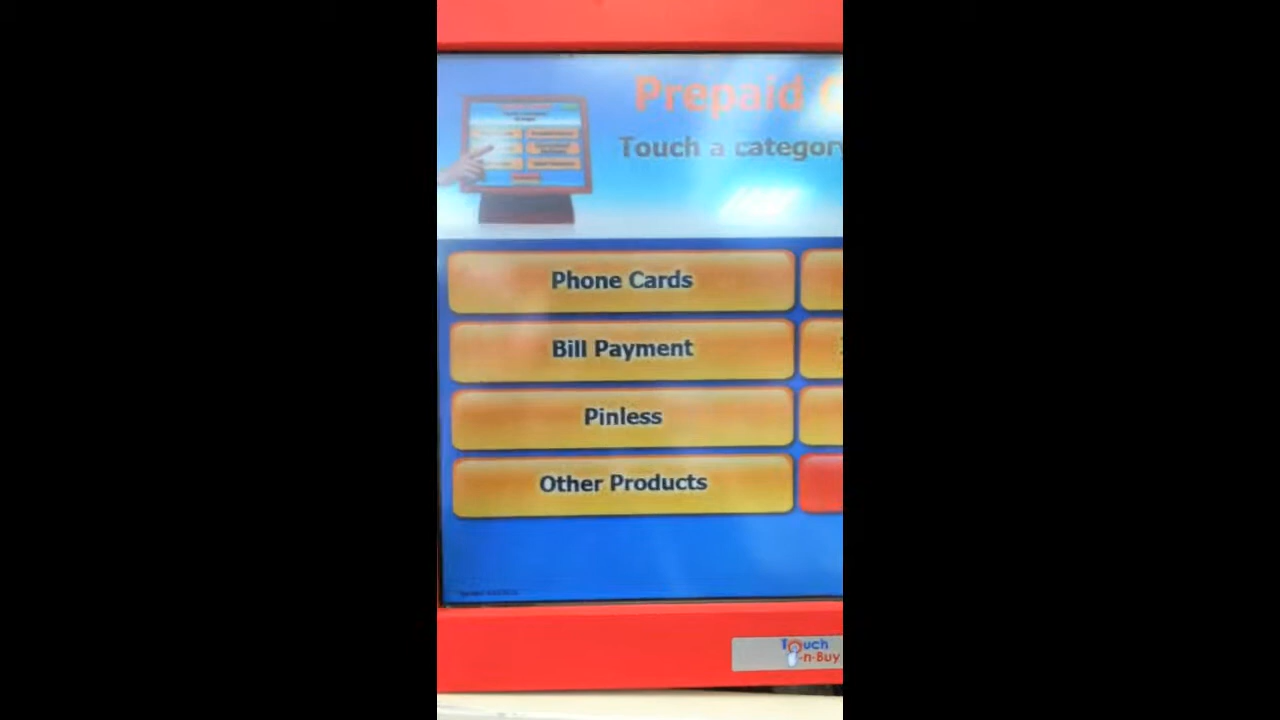 Prepaid
Touch a category
Phone Cards
Bill Payment
Pinless
Other Products
Touch
-n-Buy